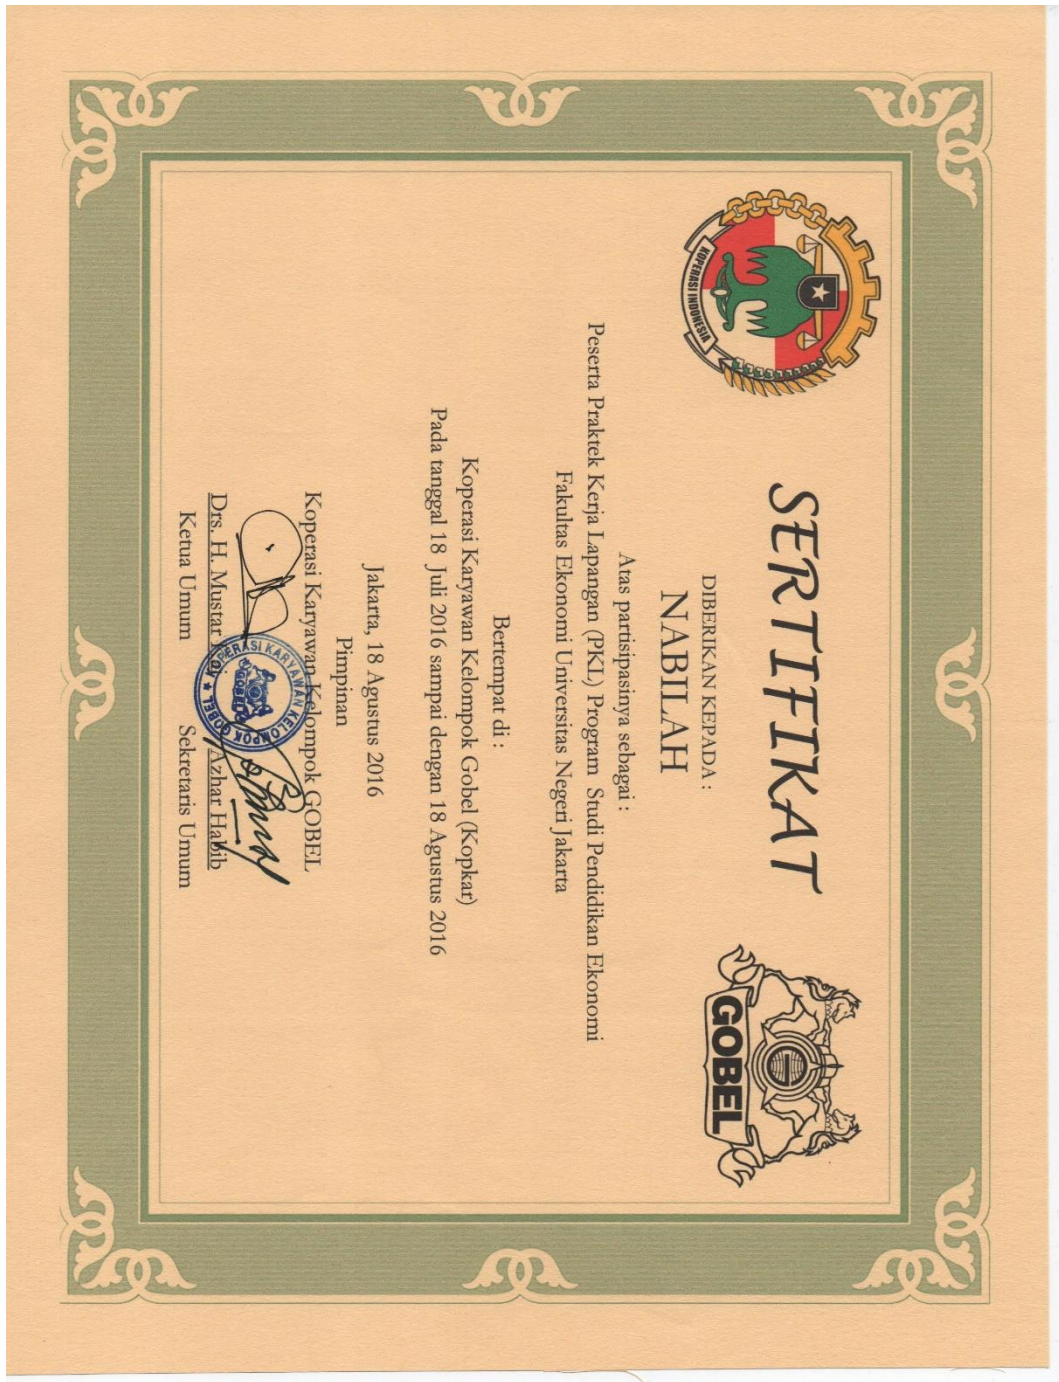 KOPERASI INDONESIA
SERTIFIKAT
GOBEL
DIBERIKAN KEPADA :
NABILAH
Atas partisipasinya sebagai :
Peserta Praktek Kerja Lapangan (PKL) Program Studi Pendidikan Ekonomi
Fakultas Ekonomi Universitas Negeri Jakarta
Bertempat di :
Koperasi Karyawan Kelompok Gobel (Kopkar)
Pada tanggal 18 Juli 2016 sampai dengan 18 Agustus 2016
Jakarta, 18 Agustus 2016
Pimpinan
Koperasi Karyawan Kelompok GOBEL
KOPERASI KARYAWAN KELOMPOK GOBEL
GOBEL
Drs. H. Mustar Azhar Habib
Ketua Umum Sekretaris Umum